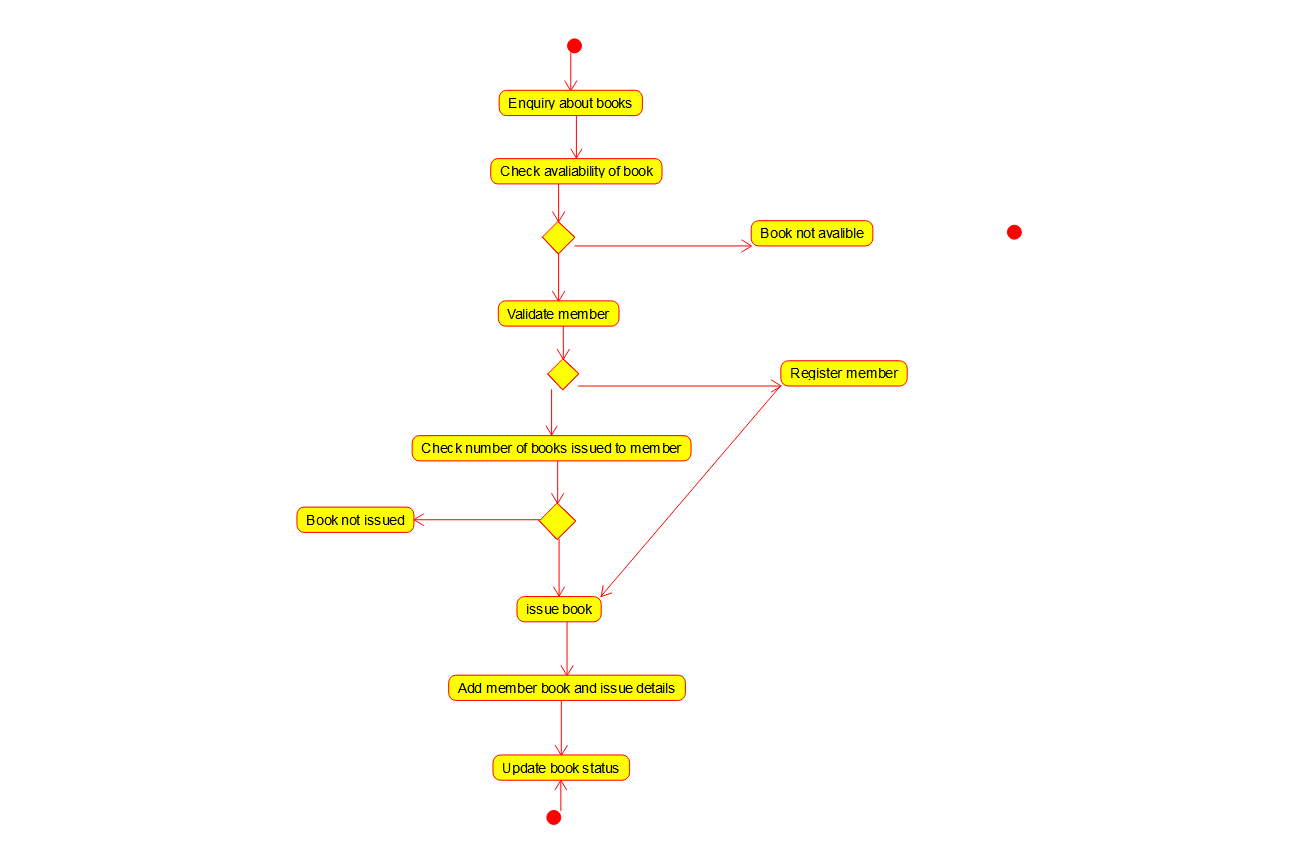 Enquiry about books
Check avaliability of book
Book not avalible
Validate member
Register member
Check number of books issued to member
Book not issued
issue book
Add member book and issue details
Update book status